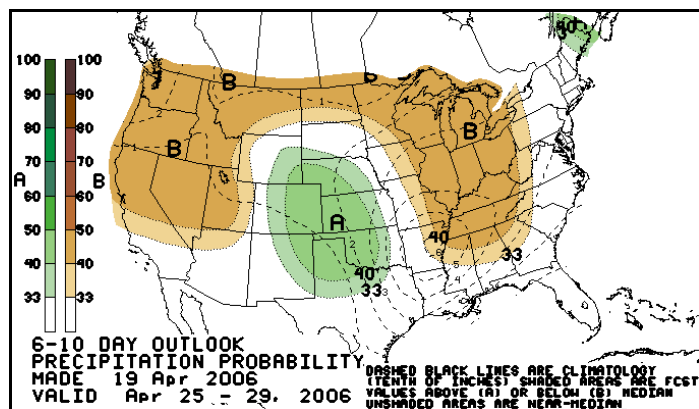 100 100
90 90
80 80
70 70
A 60 B 60
50 50
40 40
33 33
B
B
B
B
A
40
33
40
33
40
6-10 DAY OUTLOOK
PRECIPITATION PROBABILITY
MADE 19 Apr 2006
VALID Apr 25 - 29, 2006
DASHED BLACK LINES ARE CLIMATOLOGY
(TENTH OF INCHES) SHADED AREAS ARE FCST
VALUES ABOVE (A) OR BELOW (B) MEDIAN
UNSHADED AREAS ARE NEAR-MEDIAN